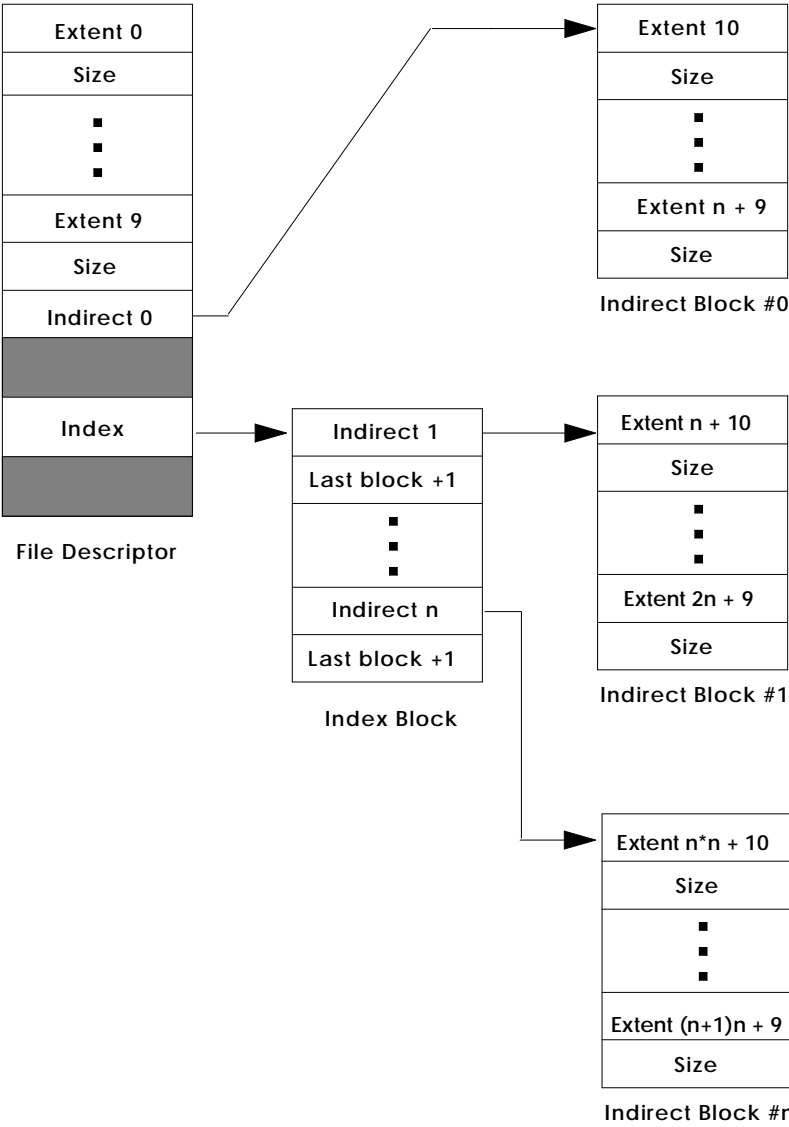 Extent 0
Size
Extent 9
Size
Indirect 0
Index
File Descriptor
Indirect 1
Last block +1
Indirect n
Last block +1
Index Block
Extent 10
Size
Extent n + 9
Size
Indirect Block #0
Extent n + 10
Size
Extent 2n + 9
Size
Indirect Block #1
Extent n*n + 10
Size
Extent (n+1)n + 9
Size
Indirect Block #n